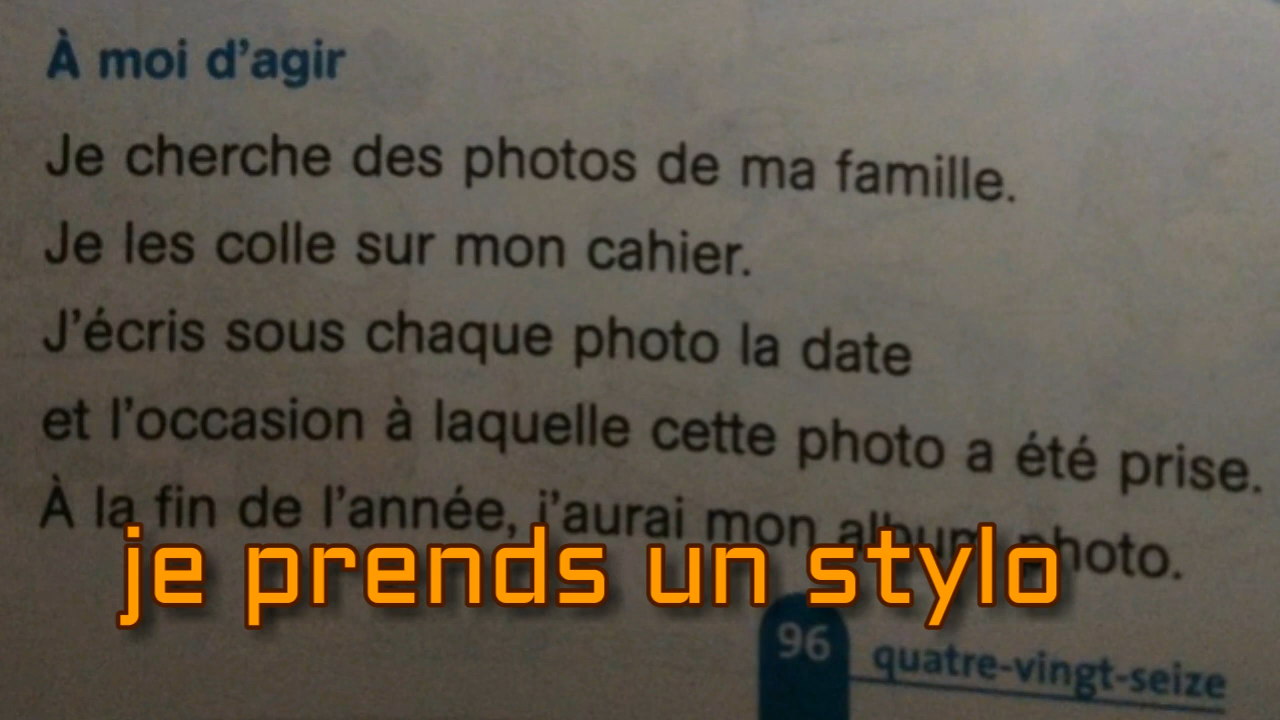 À moi d'agir
Je cherche des photos de ma famille.
Je les colle sur mon cahier.
J'écris sous chaque photo la date
et l'occasion à laquelle cette photo a été prise.
À la fin de l'année, j'aurai mon album photo.
je prends un stylo
96 quatre-vingt-seize